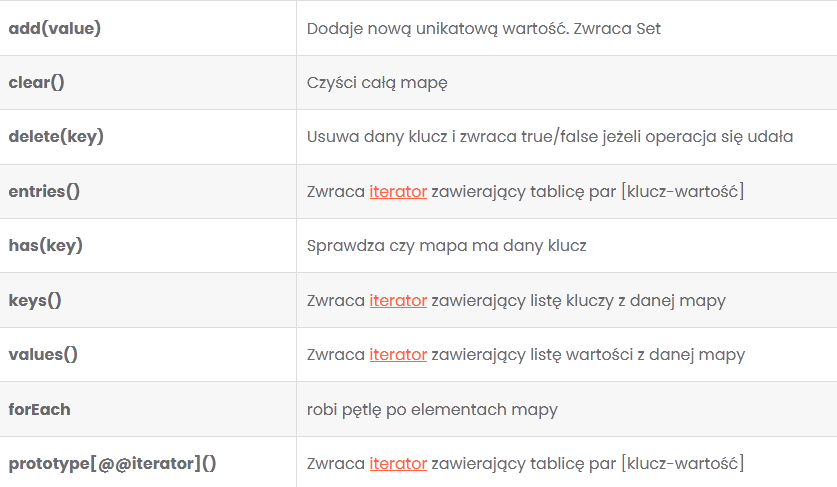 add(value) Dodaje nową unikatową wartość. Zwraca Set
clear() Czyści całą mapę
delete(key) Usuwa dany klucz i zwraca true/false jeżeli operacja się udała
entries() Zwraca iterator zawierający tablicę par [klucz-wartość]
has(key) Sprawdza czy mapa ma dany klucz
keys() Zwraca iterator zawierający listę kluczy z danej mapy
values() Zwraca iterator zawierający listę wartości z danej mapy
forEach robi pętlę po elementach mapy
prototype[@@iterator]() Zwraca iterator zawierający tablicę par [klucz-wartość]